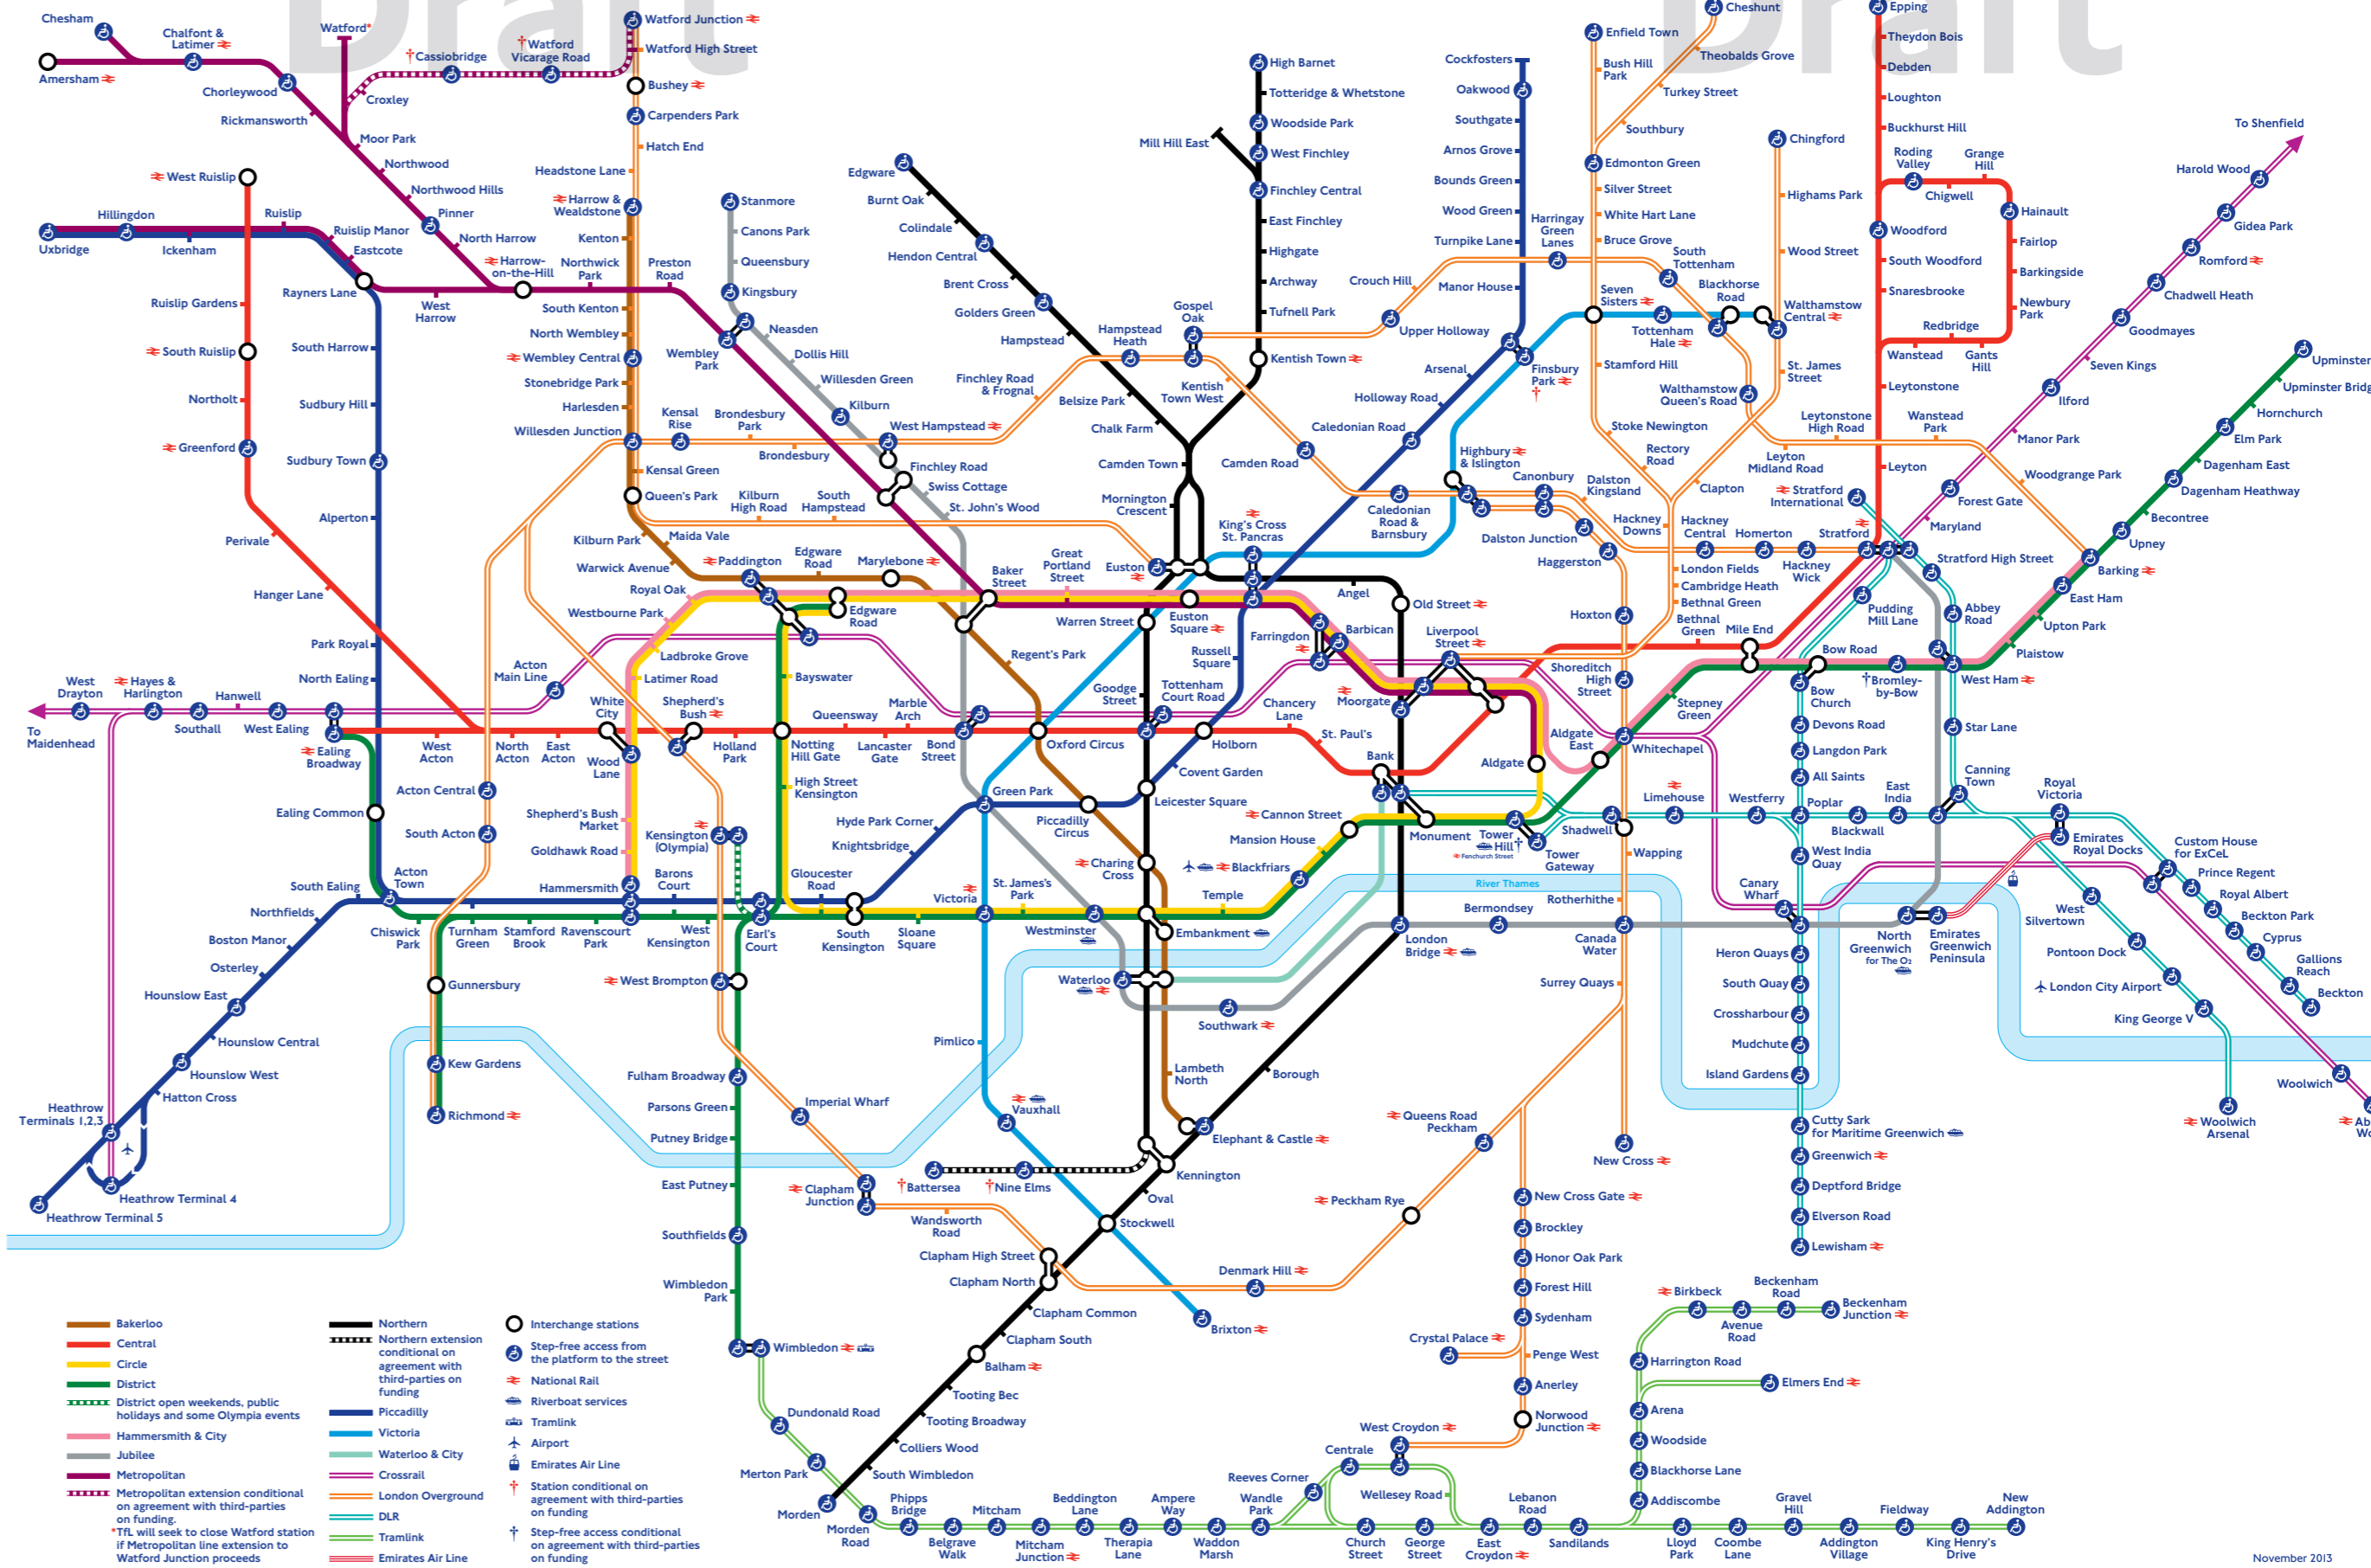 Draft
Draft
Chesham
Chalfont &
Latimer
Amersham
Chorleywood
Rickmansworth
Watford*
†Cassiobridge
†Watford
Vicarage Road
Croxley
Moor Park
Northwood
Northwood Hills
Pinner
North Harrow
Harrow-
on-the-Hill
Northwick
Park
Preston
Road
Watford Junction
Watford High Street
Bushey
Carpenders Park
Hatch End
Headstone Lane
Harrow &
Wealdstone
Kenton
South Kenton
North Wembley
Wembley Central
Stonebridge Park
Harlesden
Willesden Junction
Kensal Green
Queen's Park
Kilburn Park
Maida Vale
Warwick Avenue
Royal Oak
Westbourne Park
Paddington
Edgware
Road
Marylebone
Edgware
Road
West Ruislip
Hillingdon
Uxbridge
Ickenham
Ruislip
Ruislip Manor
Eastcote
Rayners Lane
West
Harrow
Ruislip Gardens
South Ruislip
Northolt
Greenford
Perivale
Hanger Lane
South Harrow
Sudbury Hill
Sudbury Town
Alperton
Park Royal
North Ealing
Stanmore
Canons Park
Queensbury
Kingsbury
Wembley
Park
Neasden
Dollis Hill
Willesden Green
Kilburn
West Hampstead
Finchley Road
Swiss Cottage
St. John's Wood
Kensal
Rise
Brondesbury
Park
Brondesbury
Kilburn
High Road
South
Hampstead
Finchley Road
& Frognal
Hampstead
Heath
Gospel
Oak
Kentish
Town West
Edgware
Burnt Oak
Colindale
Hendon Central
Brent Cross
Golders Green
Hampstead
Belsize Park
Chalk Farm
Camden Town
Mornington
Crescent
Mill Hill East
High Barnet
Totteridge & Whetstone
Woodside Park
West Finchley
Finchley Central
East Finchley
Highgate
Archway
Tufnell Park
Kentish Town
Cockfosters
Oakwood
Southgate
Arnos Grove
Bounds Green
Wood Green
Turnpike Lane
Manor House
Harringay
Green
Lanes
Crouch Hill
Upper Holloway
Arsenal
Holloway Road
Caledonian Road
Camden Road
Finsbury
Park
†
Highbury
& Islington
Canonbury
Caledonian
Road &
Barnsbury
Dalston Junction
Dalston
Kingsland
Haggerston
Hoxton
Enfield Town
Bush Hill
Park
Cheshunt
Theobalds Grove
Turkey Street
Southbury
Edmonton Green
Silver Street
White Hart Lane
Bruce Grove
South
Tottenham
Seven
Sisters
Tottenham
Hale
Blackhorse
Road
Walthamstow
Central
Stamford Hill
Walthamstow
Queen's Road
St. James
Street
Stoke Newington
Rectory
Road
Clapton
Hackney
Downs
Hackney
Central
Homerton
Hackney
Wick
Stratford
London Fields
Cambridge Heath
Bethnal Green
Bethnal
Green
Mile End
Chingford
Highams Park
Wood Street
Epping
Theydon Bois
Debden
Loughton
Buckhurst Hill
Roding
Valley
Grange
Hill
Chigwell
Hainault
Fairlop
Barkingside
Newbury
Park
Redbridge
Wanstead
Gants
Hill
Woodford
South Woodford
Snaresbrooke
Leytonstone
Leytonstone
High Road
Leyton
Midland Road
Leyton
Wanstead
Park
Woodgrange Park
Stratford
International
Stratford High Street
To Shenfield
Harold Wood
Gidea Park
Romford
Chadwell Heath
Goodmayes
Seven Kings
Ilford
Manor Park
Forest Gate
Maryland
Upminster
Upminster Bridg
Hornchurch
Elm Park
Dagenham East
Dagenham Heathway
Becontree
Upney
Barking
East Ham
Upton Park
Plaistow
West Ham
†Bromley-
by-Bow
Bow Road
Pudding
Mill Lane
Abbey
Road
Star Lane
Canning
Town
Bow
Church
Devons Road
Langdon Park
All Saints
Poplar
Blackwall
East
India
Westferry
Limehouse
Shadwell
West India
Quay
Canary
Wharf
Heron Quays
South Quay
Crossharbour
Mudchute
Island Gardens
Cutty Sark
for Maritime Greenwich
Greenwich
Deptford Bridge
Elverson Road
Lewisham
Royal
Victoria
Emirates
Royal Docks
Custom House
for ExCeL
Prince Regent
Royal Albert
Beckton Park
Cyprus
Gallions
Reach
Beckton
West
Silvertown
Pontoon Dock
London City Airport
King George V
Woolwich
Arsenal
Woolwich
Ab
Wo
North
Greenwich
for The O₂
Emirates
Greenwich
Peninsula
River Thames
To
Maidenhead
West
Drayton
Hayes &
Harlington
Southall
Hanwell
West Ealing
Ealing
Broadway
Acton
Main Line
West
Acton
North
Acton
East
Acton
White
City
Wood
Lane
Shepherd's
Bush
Holland
Park
Notting
Hill Gate
Queensway
Lancaster
Gate
Marble
Arch
Bond
Street
Oxford Circus
Tottenham
Court Road
Holborn
Chancery
Lane
St. Paul's
Bank
Ladbroke Grove
Latimer Road
Shepherd's Bush
Market
Goldhawk Road
Hammersmith
Bayswater
High Street
Kensington
Kensington
(Olympia)
Acton Central
South Acton
Ealing Common
Acton
Town
South Ealing
Northfields
Boston Manor
Osterley
Hounslow East
Hounslow Central
Hounslow West
Hatton Cross
Heathrow
Terminals 1,2,3
Heathrow Terminal 4
Heathrow Terminal 5
Chiswick
Park
Turnham
Green
Stamford
Brook
Ravenscourt
Park
Barons
Court
West
Kensington
Earl's
Court
Gloucester
Road
South
Kensington
Sloane
Square
Victoria
St. James's
Park
Westminster
Embankment
Temple
Blackfriars
Mansion House
Cannon Street
Monument
Tower
Hill†
Fenchurch Street
Tower
Gateway
Aldgate
Aldgate
East
Whitechapel
Stepney
Green
Shoreditch
High
Street
Liverpool
Street
Moorgate
Barbican
Farringdon
Old Street
Angel
King's Cross
St. Pancras
Euston
Euston
Square
Warren Street
Great
Portland
Street
Baker
Street
Regent's Park
Goodge
Street
Russell
Square
Covent Garden
Leicester Square
Piccadilly
Circus
Green Park
Hyde Park Corner
Knightsbridge
Charing
Cross
Waterloo
Southwark
London
Bridge
Bermondsey
Canada
Water
Wapping
Rotherhithe
Surrey Quays
New Cross
Gunnersbury
Kew Gardens
Richmond
West Brompton
Fulham Broadway
Parsons Green
Putney Bridge
East Putney
Southfields
Wimbledon
Park
Wimbledon
Imperial Wharf
Clapham
Junction
Pimlico
Vauxhall
†Battersea
†Nine Elms
Lambeth
North
Elephant & Castle
Borough
Kennington
Oval
Stockwell
Brixton
Wandsworth
Road
Clapham High Street
Clapham North
Clapham Common
Clapham South
Balham
Tooting Bec
Tooting Broadway
Colliers Wood
South Wimbledon
Morden
Denmark Hill
Peckham Rye
Queens Road
Peckham
New Cross Gate
Brockley
Honor Oak Park
Forest Hill
Sydenham
Crystal Palace
Penge West
Anerley
Norwood
Junction
West Croydon
Dundonald Road
Merton Park
Morden
Road
Phipps
Bridge
Belgrave
Walk
Mitcham
Mitcham
Junction
Beddington
Lane
Therapia
Lane
Ampere
Way
Waddon
Marsh
Wandle
Park
Reeves Corner
Centrale
Church
Street
Wellesey Road
George
Street
East
Croydon
Lebanon
Road
Sandilands
Lloyd
Park
Coombe
Lane
Gravel
Hill
Addington
Village
Fieldway
King Henry's
Drive
New
Addington
Addiscombe
Blackhorse Lane
Woodside
Arena
Elmers End
Harrington Road
Birkbeck
Avenue
Road
Beckenham
Road
Beckenham
Junction
Bakerloo
Central
Circle
District
District open weekends, public
holidays and some Olympia events
Hammersmith & City
Jubilee
Metropolitan
Metropolitan extension conditional
on agreement with third-parties
on funding.
*TfL will seek to close Watford station
if Metropolitan line extension to
Watford Junction proceeds
Northern
Northern extension
conditional on
agreement with
third-parties on
funding
Piccadilly
Victoria
Waterloo & City
Crossrail
London Overground
DLR
Tramlink
Emirates Air Line
Interchange stations
Step-free access from
the platform to the street
National Rail
Riverboat services
Tramlink
Airport
Emirates Air Line
† Station conditional on
agreement with third-parties
on funding
† Step-free access conditional
on agreement with third-parties
on funding
November 2013